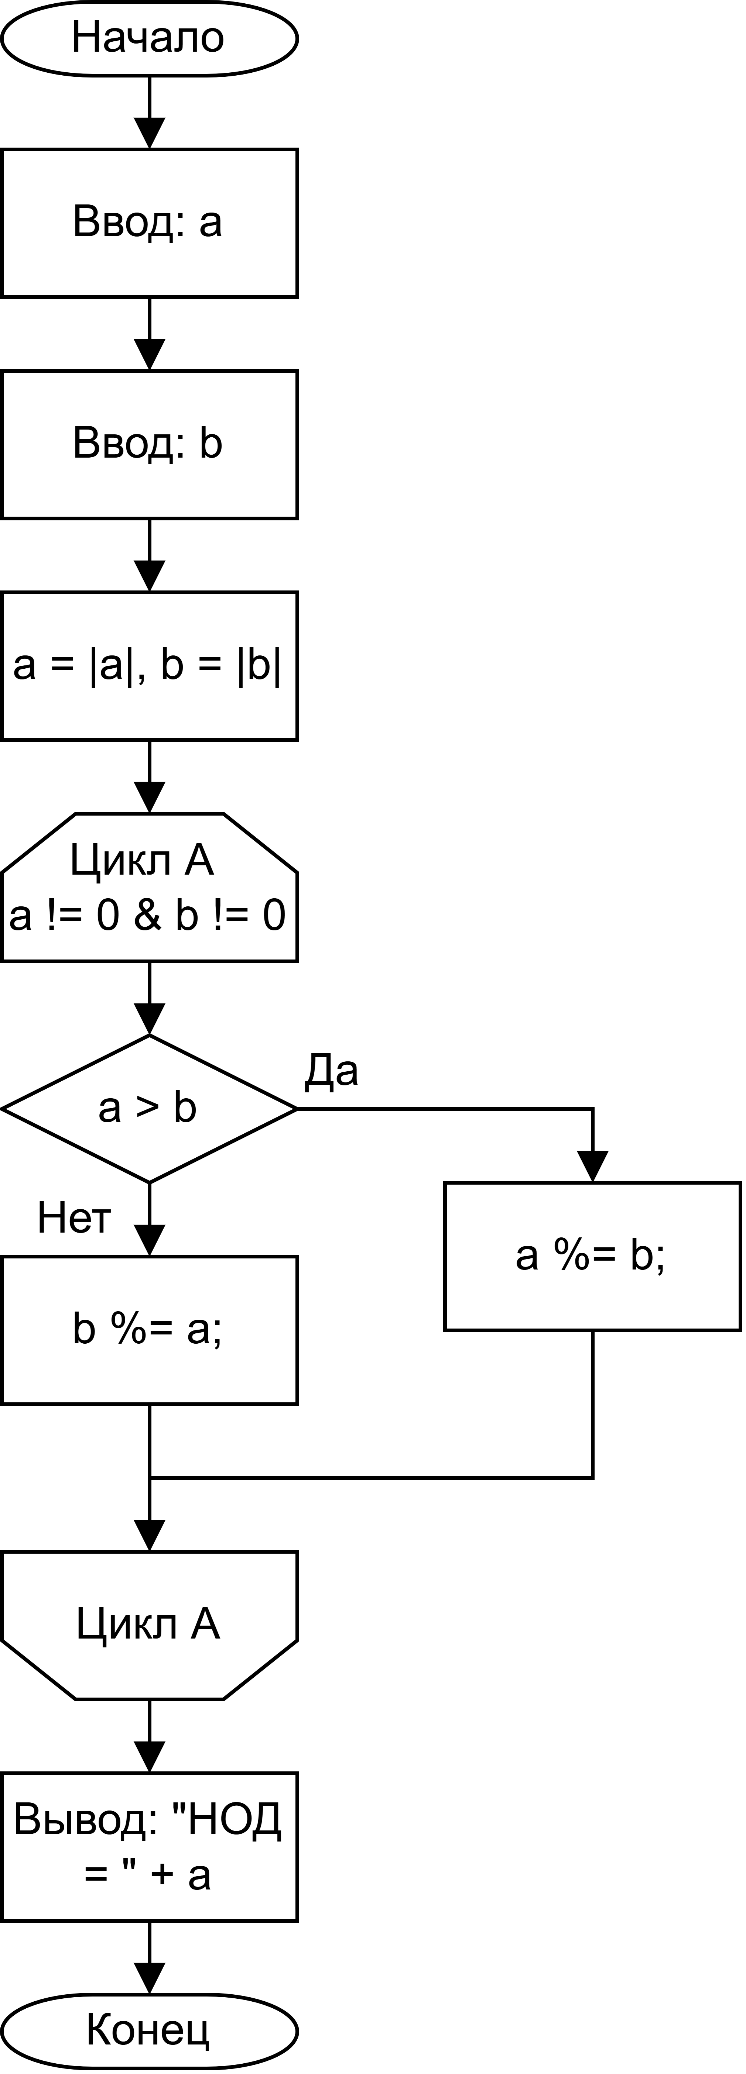 Начало
Ввод: a
Ввод: b
a = |a|, b = |b|
Цикл А
a != 0 & b != 0
a > b
Да
Нет
a %= b;
b %= a;
Цикл А
Вывод: "НОД
= " + a
Конец